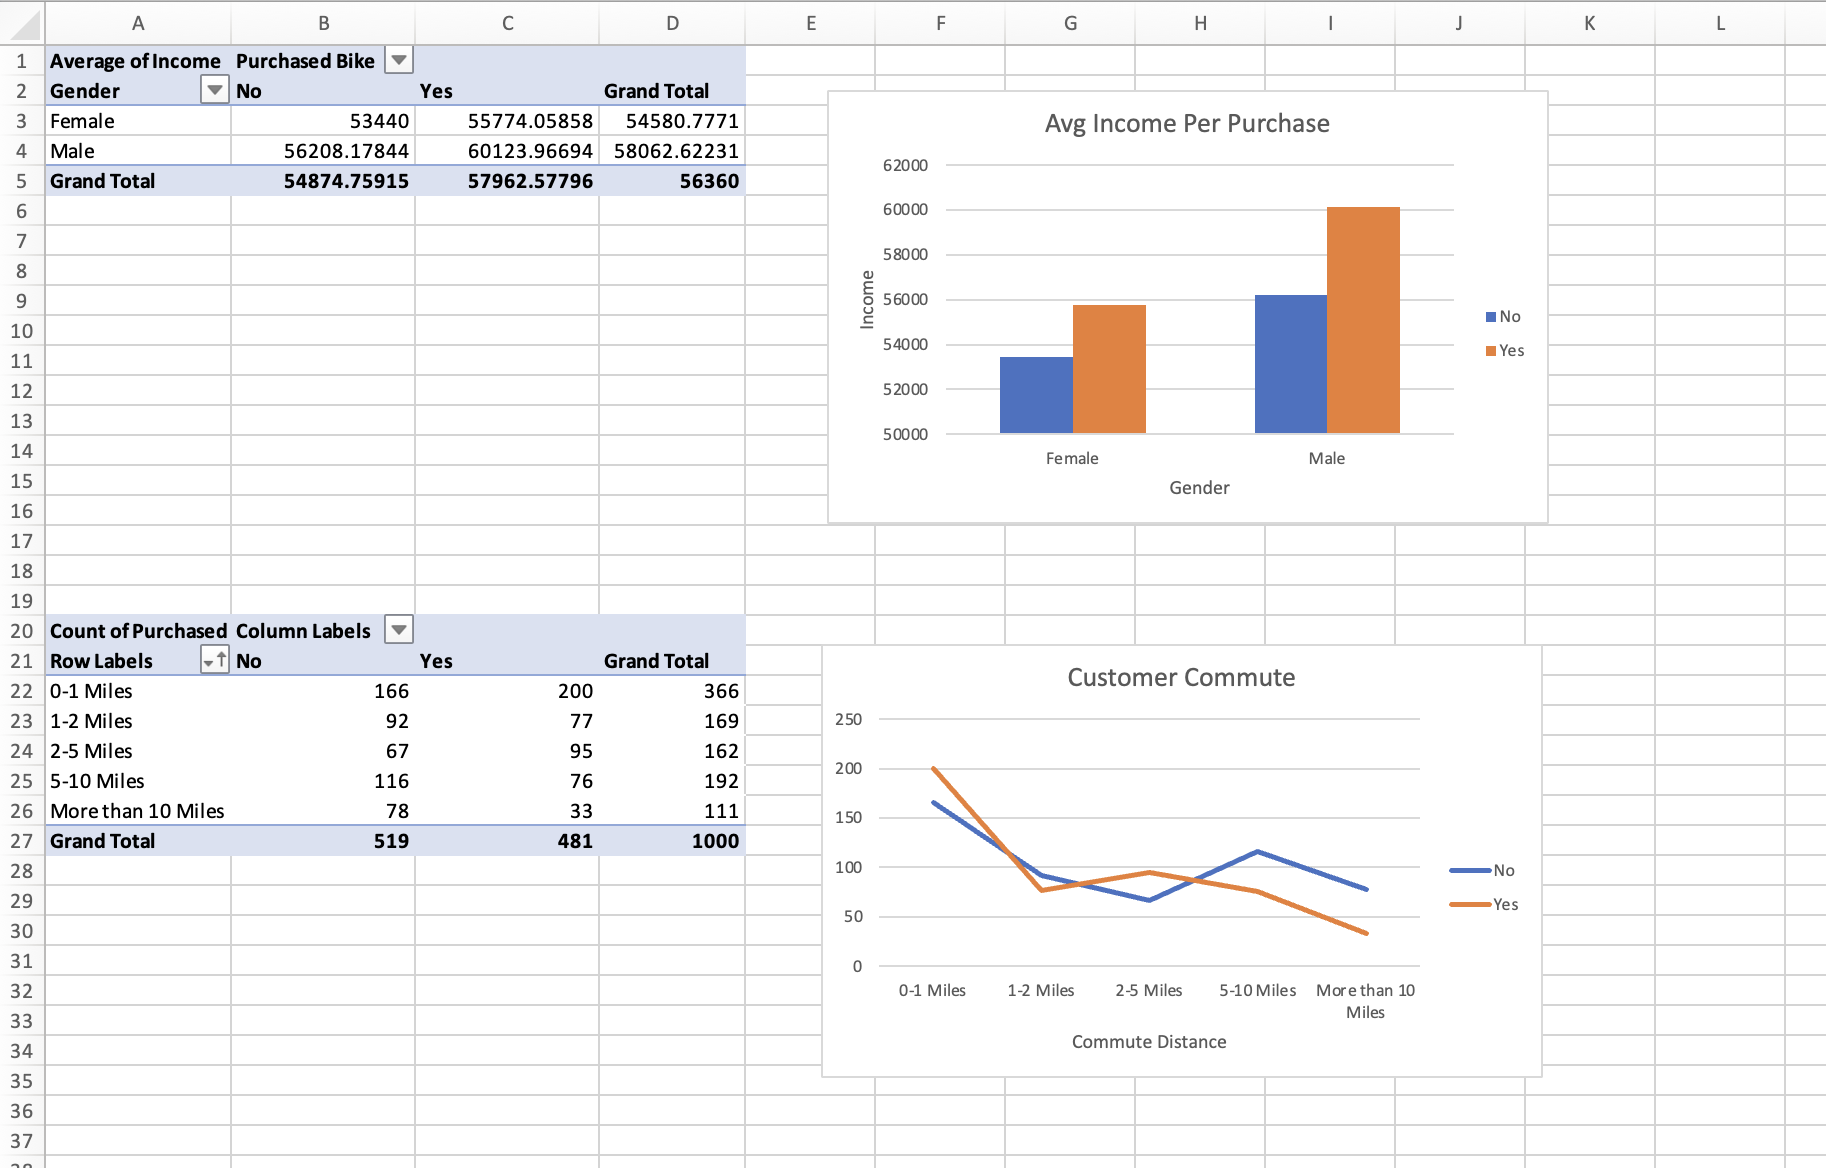 A B C D E F G H I J K L
1 Average of Income Purchased Bike
2 Gender No Yes Grand Total
3 Female 53440 55774.05858 54580.7771
4 Male 56208.17844 60123.96694 58062.62231
5 Grand Total 54874.75915 57962.57796 56360
6
7
8
9
10
11
12
13
14
15
16
17
18
19
Avg Income Per Purchase
62000
60000
58000
56000
54000
52000
50000
Income
Female Male
Gender
No
Yes
20 Count of Purchased Column Labels
21 Row Labels No Yes Grand Total
22 0-1 Miles 166 200 366
23 1-2 Miles 92 77 169
24 2-5 Miles 67 95 162
25 5-10 Miles 116 76 192
26 More than 10 Miles 78 33 111
27 Grand Total 519 481 1000
28
29
30
31
32
33
34
35
36
37
Customer Commute
250
200
150
100
50
0
0-1 Miles 1-2 Miles 2-5 Miles 5-10 Miles More than 10
Miles
Commute Distance
No
Yes